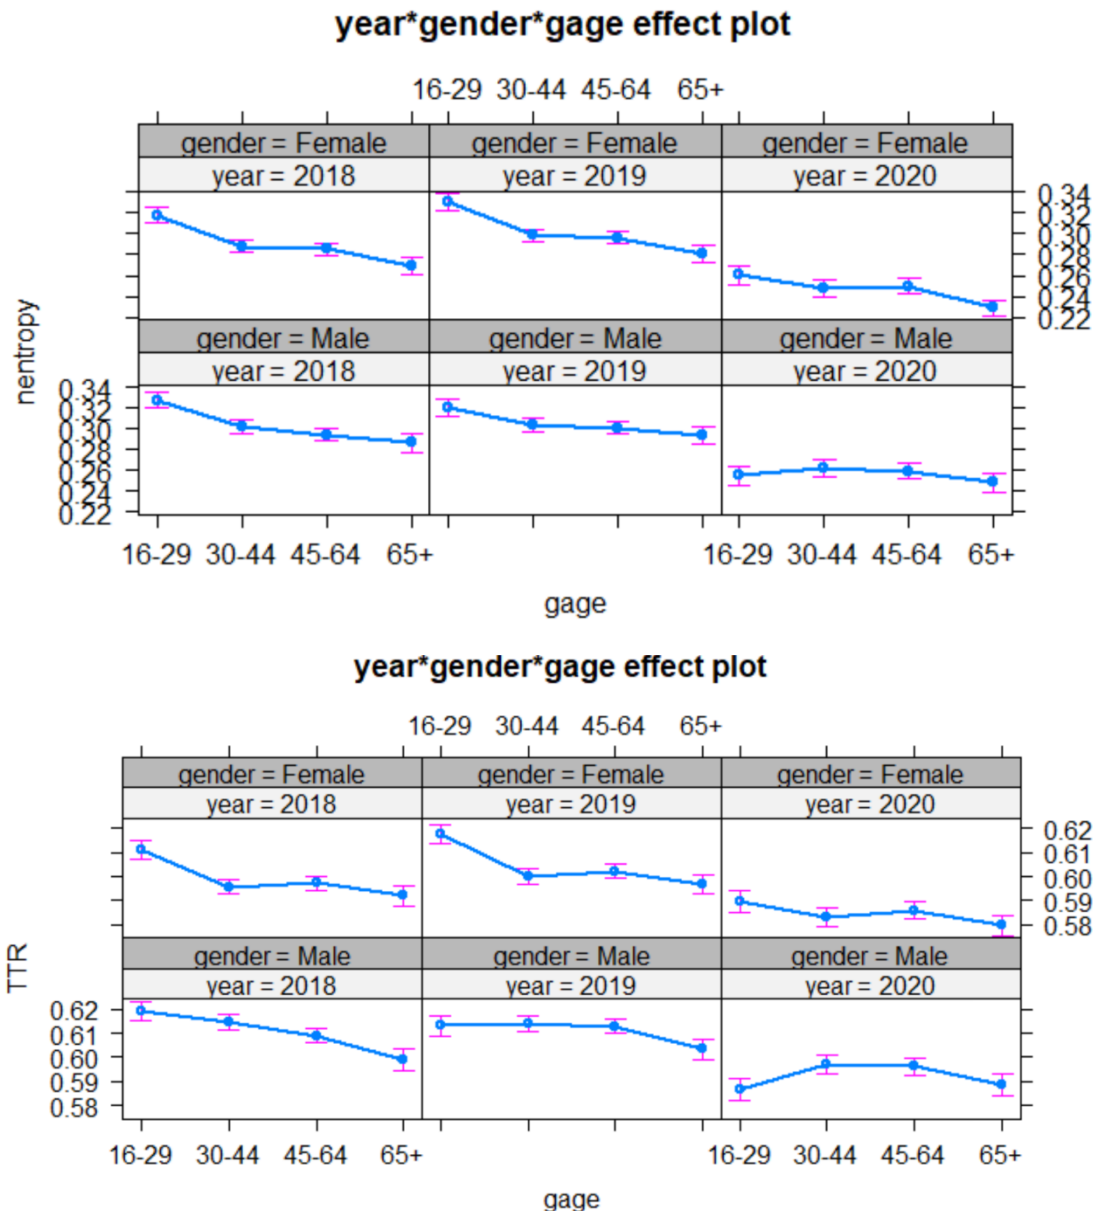 year*gender*gage effect plot
16-29 30-44 45-64 65+
gender = Female gender = Female gender = Female
year = 2018 year = 2019 year = 2020
0.34
0.32
0.30
0.28
0.26
0.24
0.22
nentropy
gender = Male gender = Male gender = Male
year = 2018 year = 2019 year = 2020
0.34
0.32
0.30
0.28
0.26
0.24
0.22
16-29 30-44 45-64 65+ 16-29 30-44 45-64 65+
gage
year*gender*gage effect plot
16-29 30-44 45-64 65+
gender = Female gender = Female gender = Female
year = 2018 year = 2019 year = 2020
0.62
0.61
0.60
0.59
0.58
TTR
gender = Male gender = Male gender = Male
year = 2018 year = 2019 year = 2020
0.62
0.61
0.60
0.59
0.58
16-29 30-44 45-64 65+ 16-29 30-44 45-64 65+
gage